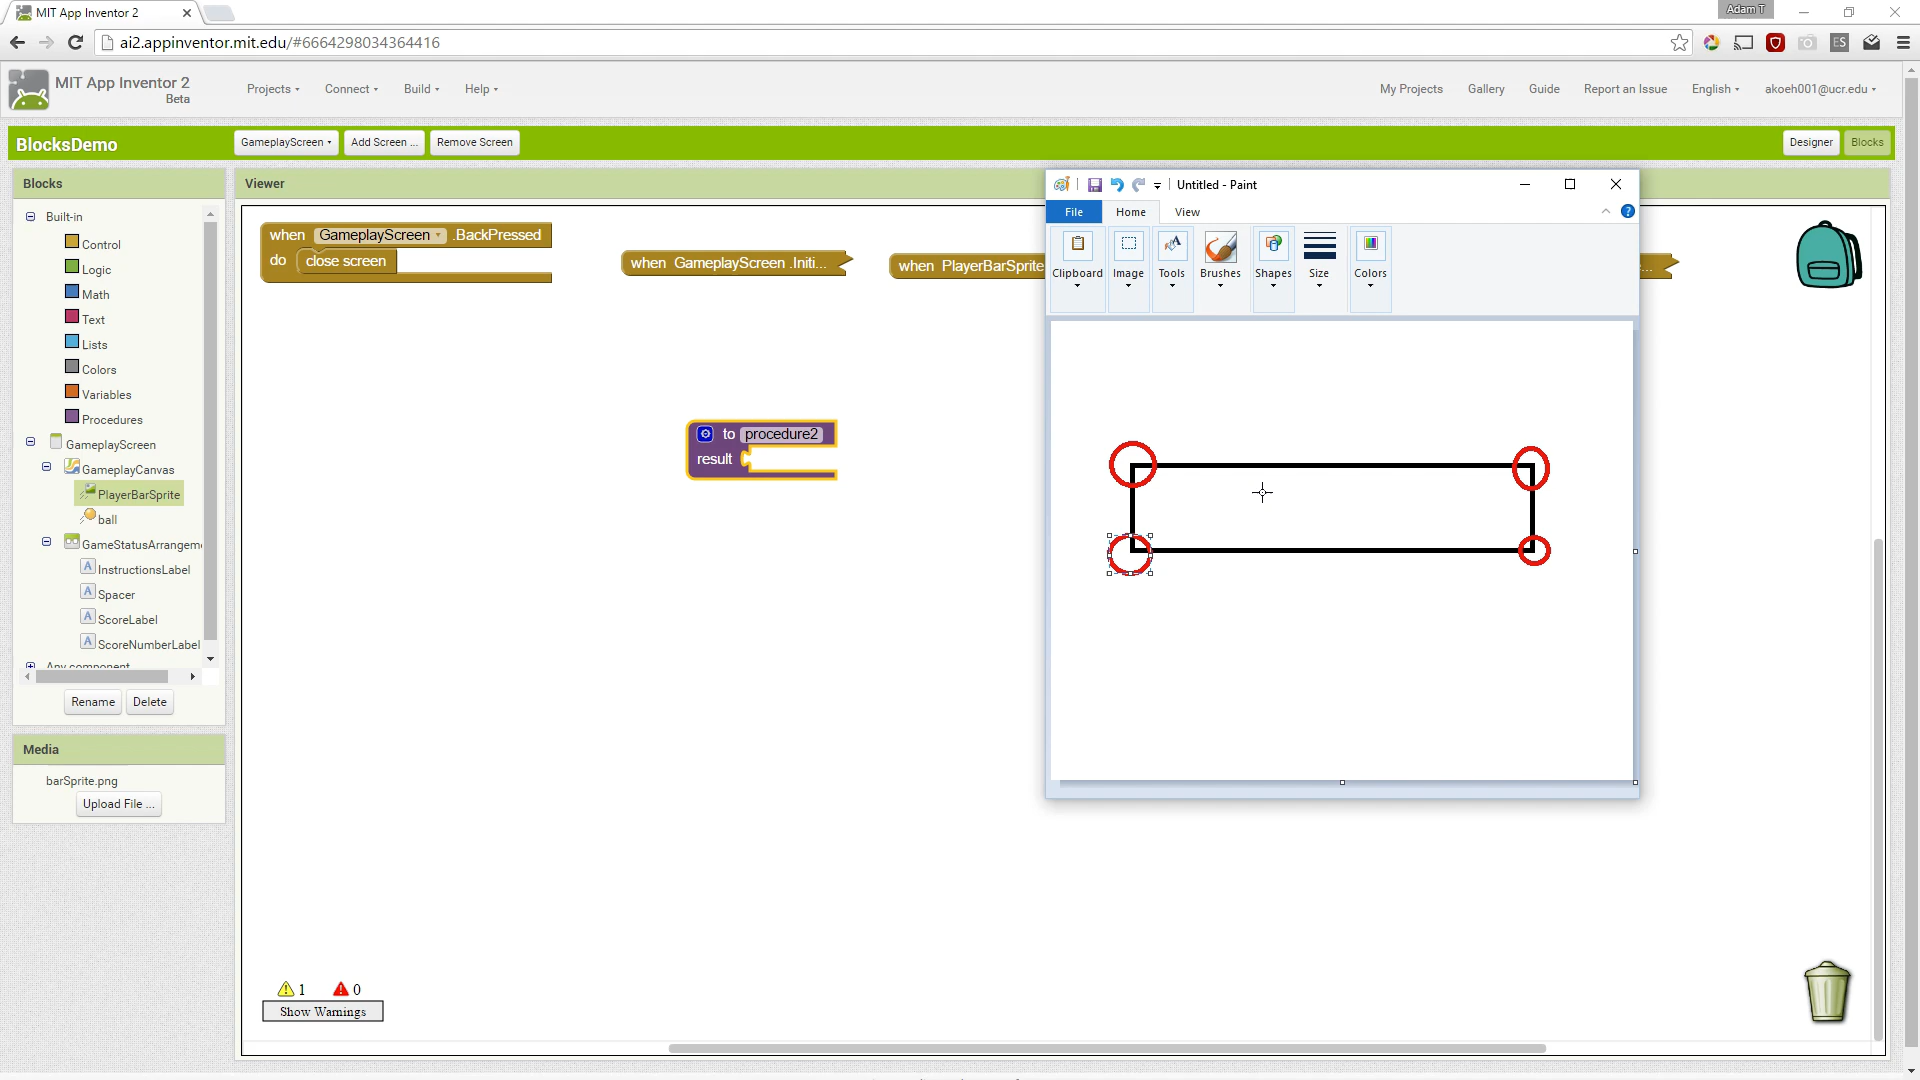 MIT App Inventor 2
Adam T
ai2.appinventor.mit.edu/#6664298034364416
ES
MIT App Inventor 2
Beta
Projects
Connect
Build
Help
My Projects
Gallery
Guide
Report an Issue
English
akoeh001@ucr.edu
BlocksDemo
GameplayScreen
Add Screen ...
Remove Screen
Designer
Blocks
Blocks
Built-in
Control
Logic
Math
Text
Lists
Colors
Variables
Procedures
GameplayScreen
GameplayCanvas
PlayerBarSprite
ball
GameStatusArrangem
A InstructionsLabel
A Spacer
A ScoreLabel
A ScoreNumberLabel
Any component
Rename
Delete
Media
barSprite.png
Upload File ...
Viewer
when GameplayScreen .BackPressed
do close screen
when GameplayScreen .Initi...
when PlayerBarSprite
...
to procedure2
result
1
0
Show Warnings
Untitled - Paint
File
Home
View
Clipboard
Image
Tools
Brushes
Shapes
Size
Colors